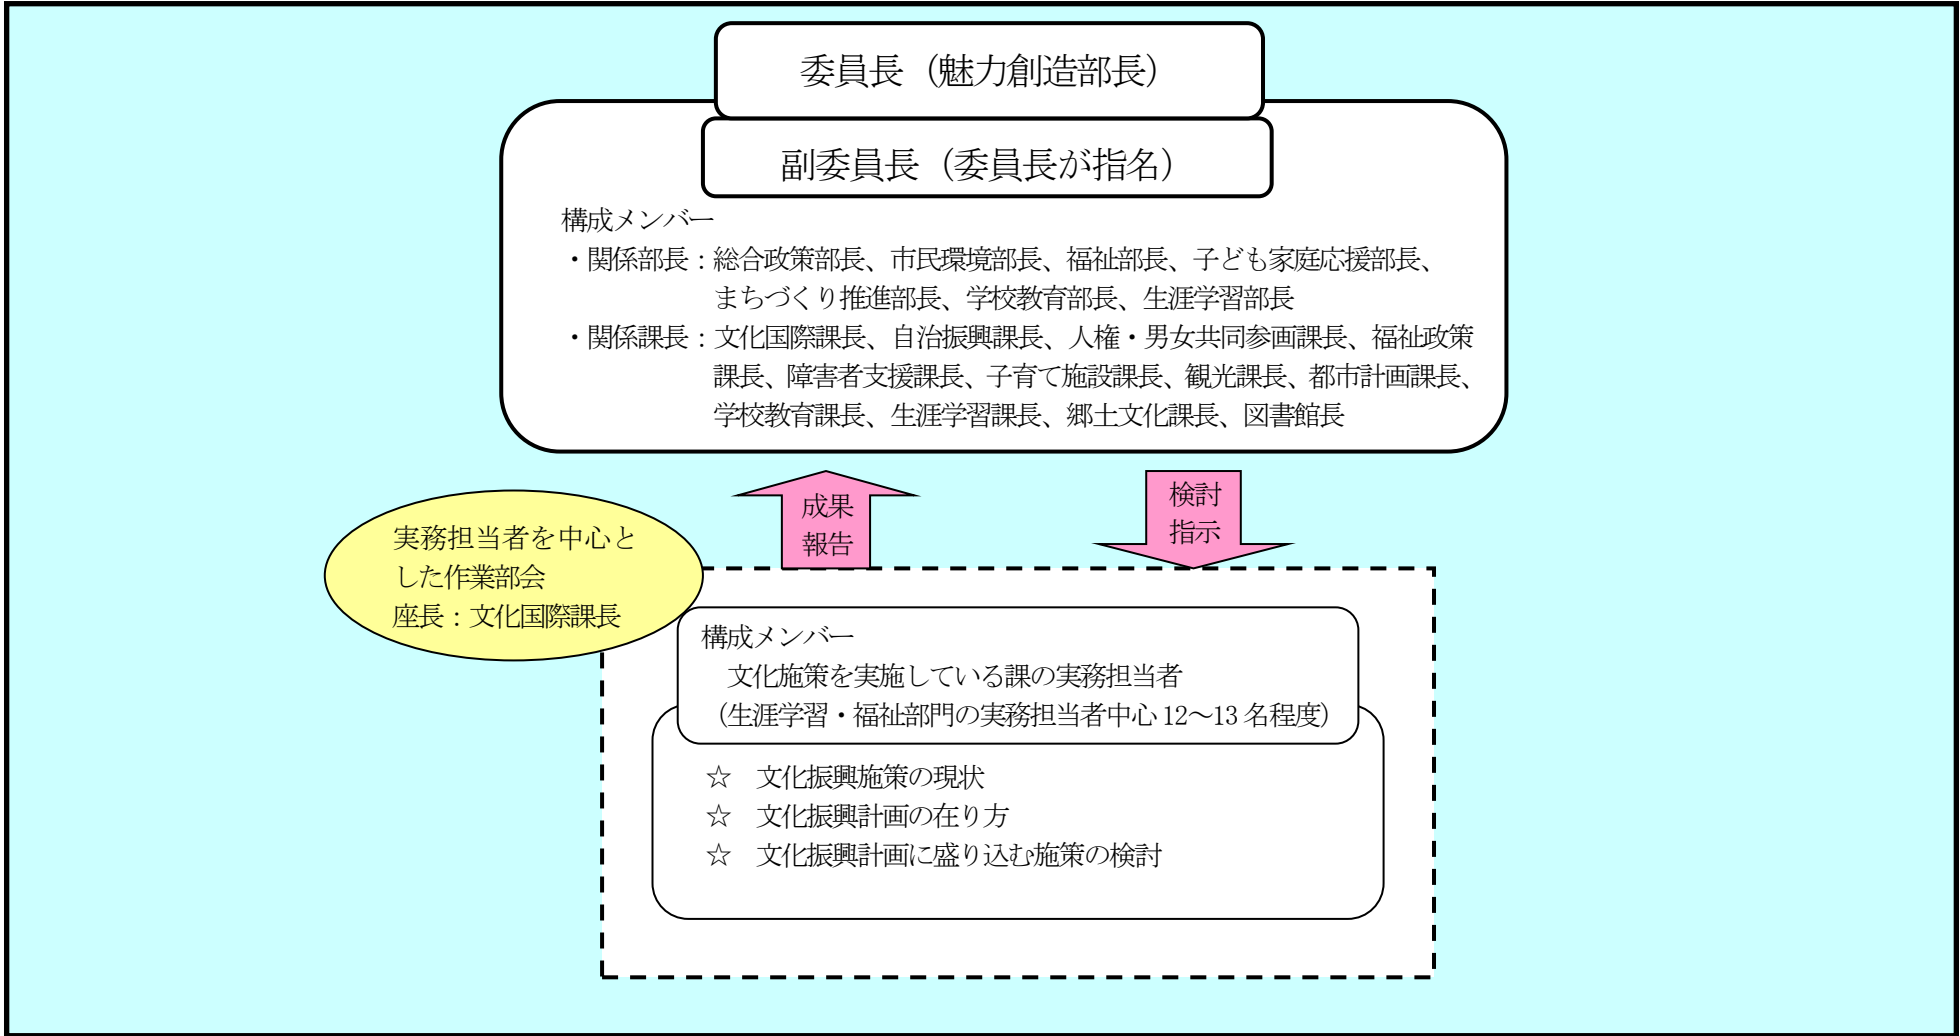 委員長（魅力創造部長）
副委員長（委員長が指名）
構成メンバー
・関係部長：総合政策部長、市民環境部長、福祉部長、子ども家庭応援部長、
まちづくり推進部長、学校教育部長、生涯学習部長
・関係課長：文化国際課長、自治振興課長、人権・男女共同参画課長、福祉政策
課長、障害者支援課長、子育て施設課長、観光課長、都市計画課長、
学校教育課長、生涯学習課長、郷土文化課長、図書館長
成果
報告
検討
指示
実務担当者を中心と
した作業部会
座長：文化国際課長
構成メンバー
文化施策を実施している課の実務担当者
（生涯学習・福祉部門の実務担当者中心 12～13 名程度）
☆　文化振興施策の現状
☆　文化振興計画の在り方
☆　文化振興計画に盛り込む施策の検討